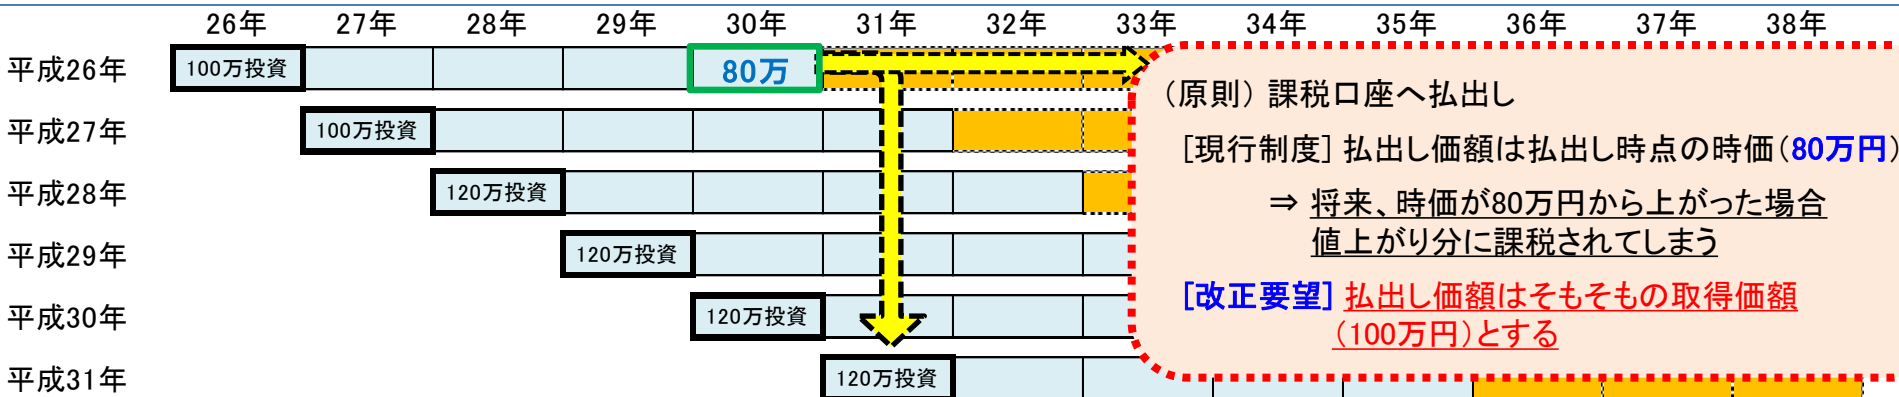 26年 27年 28年 29年 30年 31年 32年 33年 34年 35年 36年 37年 38年
平成26年 100万投資 80万
平成27年 100万投資
平成28年 120万投資
平成29年 120万投資
平成30年 120万投資
平成31年 120万投資
（原則）課税口座へ払出し
［現行制度］払出し価額は払出し時点の時価（80万円）
⇒ 将来、時価が80万円から上がった場合
値上がり分に課税されてしまう
［改正要望］払出し価額はそもそもの取得価額
（100万円）とする